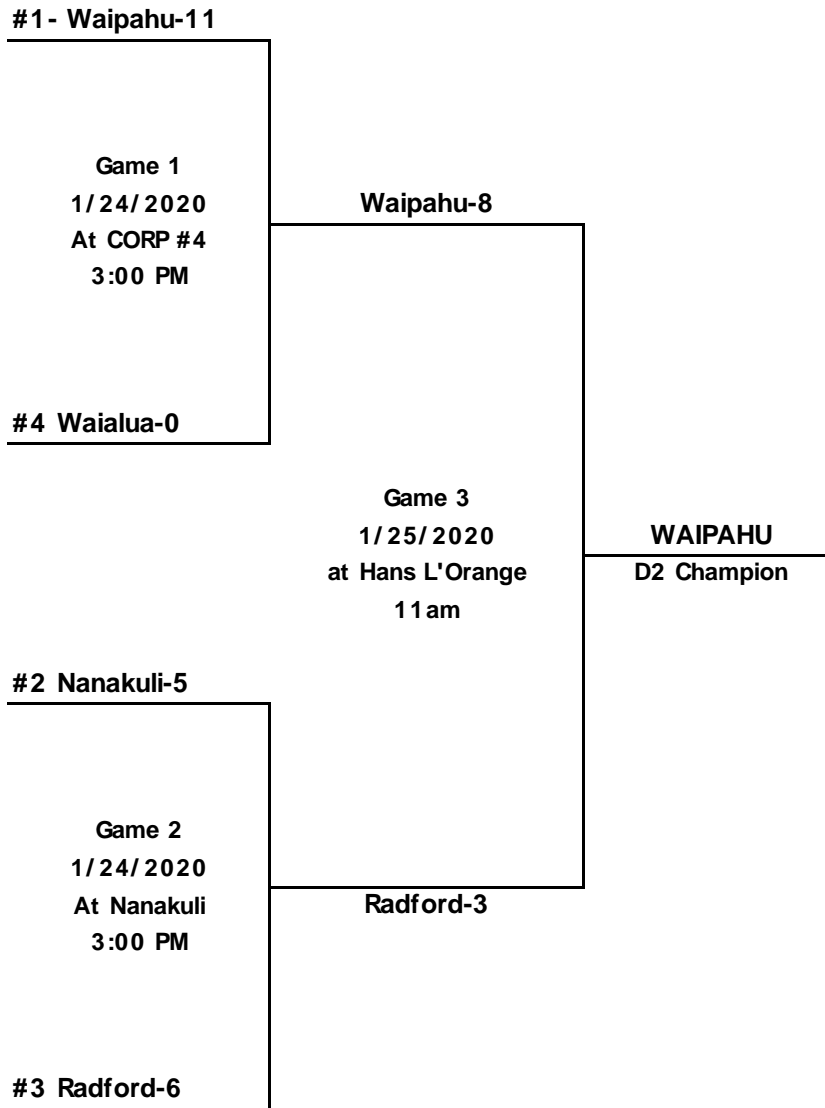 #1- Waipahu-11
Game 1
1/24/2020
At CORP #4
3:00 PM
Waipahu-8
#4 Waialua-0
Game 3
1/25/2020
at Hans L'Orange
11am
WAIPAHU
D2 Champion
#2 Nanakuli-5
Game 2
1/24/2020
At Nanakuli
3:00 PM
Radford-3
#3 Radford-6